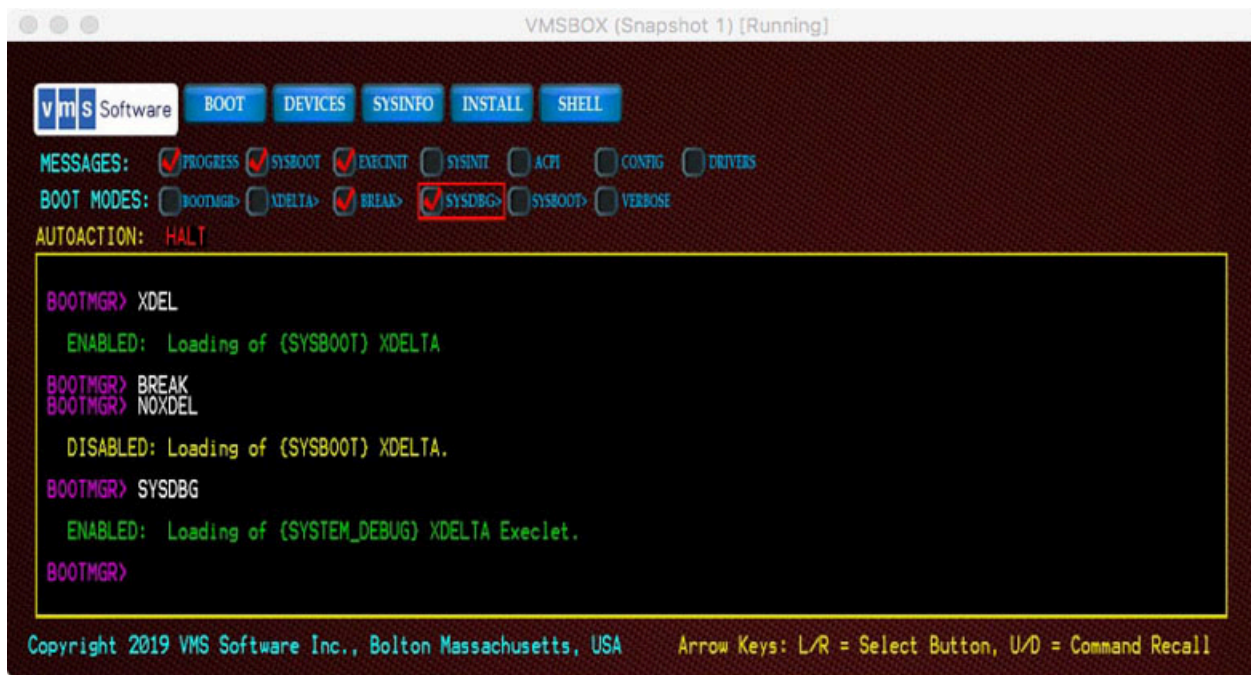 VMSBOX (Snapshot 1) [Running]
vms Software BOOT DEVICES SYSINFO INSTALL SHELL
MESSAGES: PROGRESS SYSBOOT EXECINIT SYSINIT ACPI CONFIG DRIVERS
BOOT MODES: BOOTMGR> XDELTA> BREAK> SYSDBG> SYSBOOT> VERBOSE
AUTOACTION: HALT
BOOTMGR> XDEL
ENABLED: Loading of {SYSBOOT} XDELTA
BOOTMGR> BREAK
BOOTMGR> NOXDEL
DISABLED: Loading of {SYSBOOT} XDELTA.
BOOTMGR> SYSDBG
ENABLED: Loading of {SYSTEM_DEBUG} XDELTA Execlet.
BOOTMGR>
Copyright 2019 VMS Software Inc., Bolton Massachusetts, USA Arrow Keys: L/R = Select Button, U/D = Command Recall